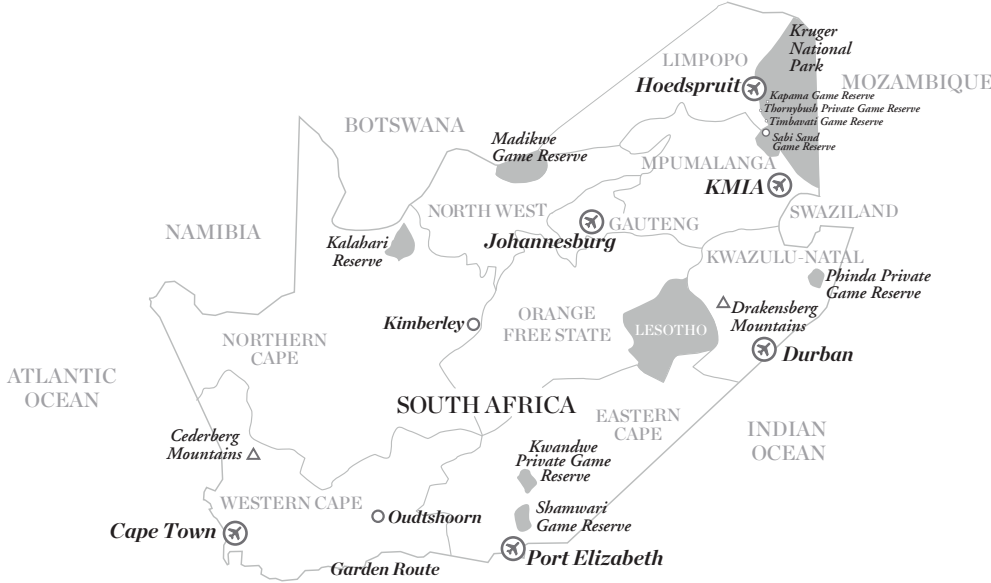 Kruger
National
Park
LIMPOPO
Hoedspruit
MOZAMBIQUE
Kapama Game Reserve
Thornybush Private Game Reserve
Timbavati Game Reserve
Sabi Sand
Game Reserve
BOTSWANA
Madikwe
Game Reserve
MPUMALANGA
KMIA
NORTH WEST
GAUTENG
SWAZILAND
NAMIBIA
Kalahari
Reserve
Johannesburg
KWAZULU-NATAL
Phinda Private
Game Reserve
Drakensberg
Mountains
Kimberley
ORANGE
FREE STATE
LESOTHO
NORTHERN
CAPE
Durban
ATLANTIC
OCEAN
SOUTH AFRICA
EASTERN
CAPE
INDIAN
OCEAN
Cederberg
Mountains
Kwandwe
Private Game
Reserve
WESTERN CAPE
Oudtshoorn
Shamwari
Game Reserve
Cape Town
Port Elizabeth
Garden Route